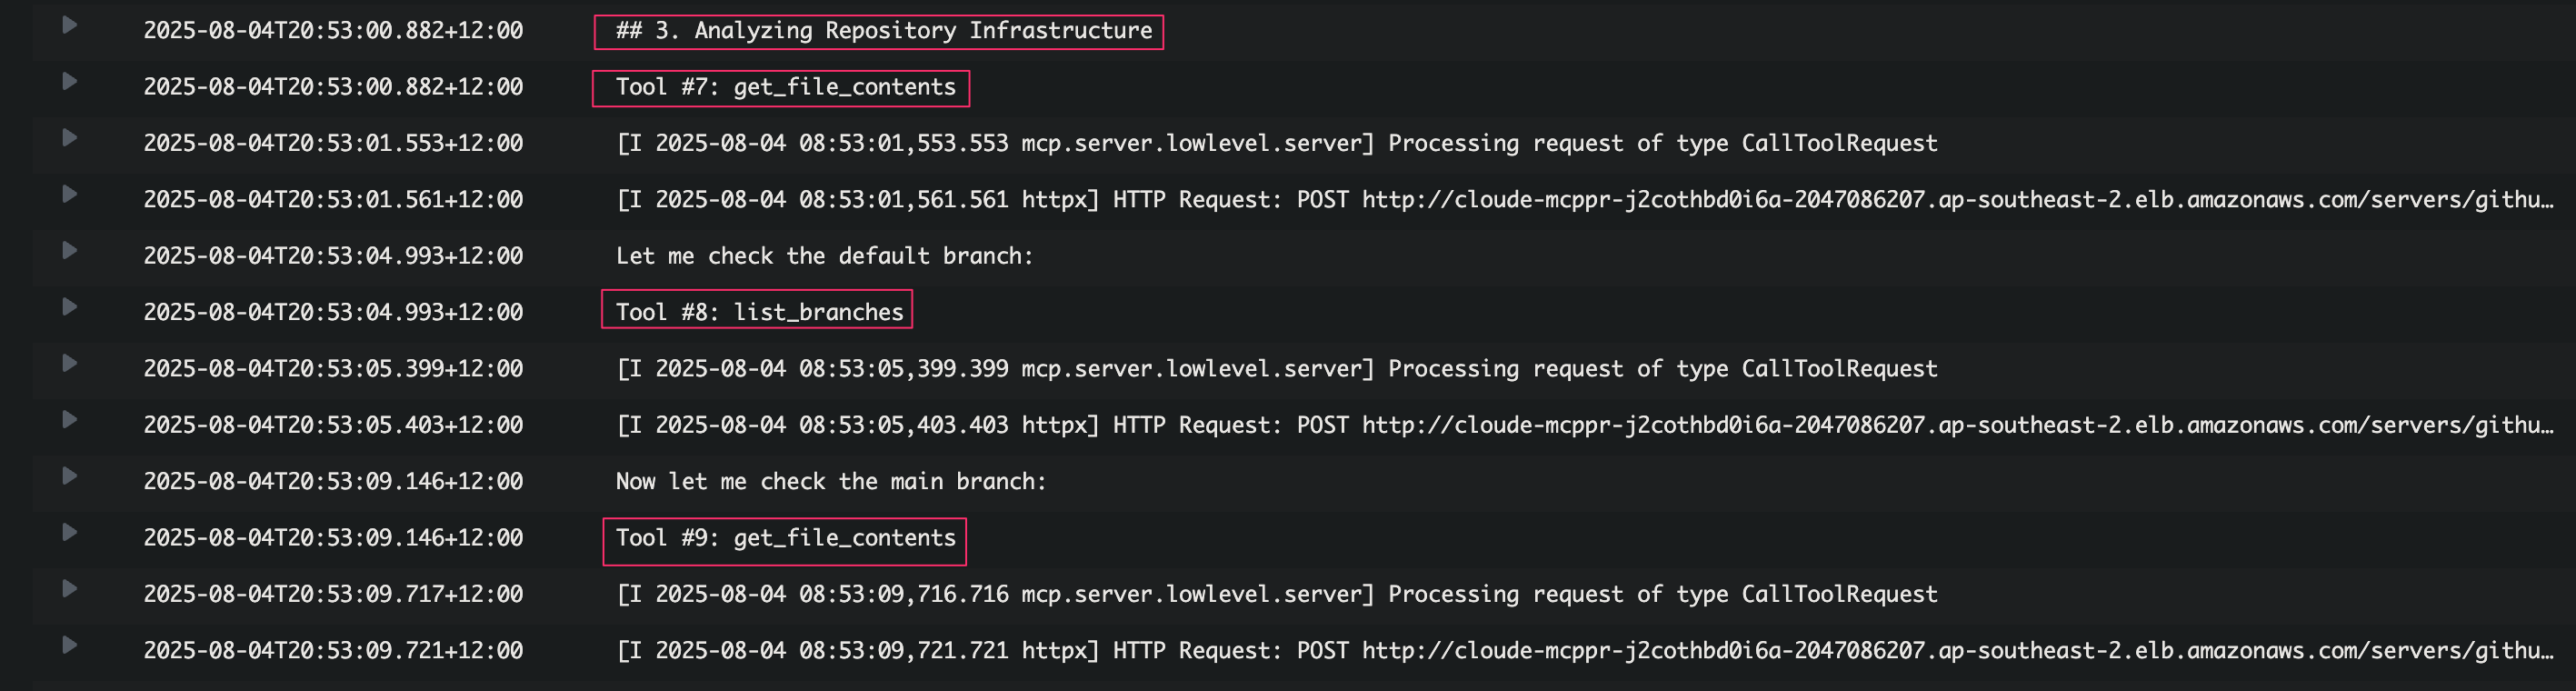 2025-08-04T20:53:00.882+12:00 ## 3. Analyzing Repository Infrastructure
2025-08-04T20:53:00.882+12:00 Tool #7: get_file_contents
2025-08-04T20:53:01.553+12:00 [I 2025-08-04 08:53:01,553.553 mcp.server.lowlevel.server] Processing request of type CallToolRequest
2025-08-04T20:53:01.561+12:00 [I 2025-08-04 08:53:01,561.561 httpx] HTTP Request: POST http://cloude-mcppr-j2cothbd0i6a-2047086207.ap-southeast-2.elb.amazonaws.com/servers/githu…
2025-08-04T20:53:04.993+12:00 Let me check the default branch:
2025-08-04T20:53:04.993+12:00 Tool #8: list_branches
2025-08-04T20:53:05.399+12:00 [I 2025-08-04 08:53:05,399.399 mcp.server.lowlevel.server] Processing request of type CallToolRequest
2025-08-04T20:53:05.403+12:00 [I 2025-08-04 08:53:05,403.403 httpx] HTTP Request: POST http://cloude-mcppr-j2cothbd0i6a-2047086207.ap-southeast-2.elb.amazonaws.com/servers/githu…
2025-08-04T20:53:09.146+12:00 Now let me check the main branch:
2025-08-04T20:53:09.146+12:00 Tool #9: get_file_contents
2025-08-04T20:53:09.717+12:00 [I 2025-08-04 08:53:09,716.716 mcp.server.lowlevel.server] Processing request of type CallToolRequest
2025-08-04T20:53:09.721+12:00 [I 2025-08-04 08:53:09,721.721 httpx] HTTP Request: POST http://cloude-mcppr-j2cothbd0i6a-2047086207.ap-southeast-2.elb.amazonaws.com/servers/githu…